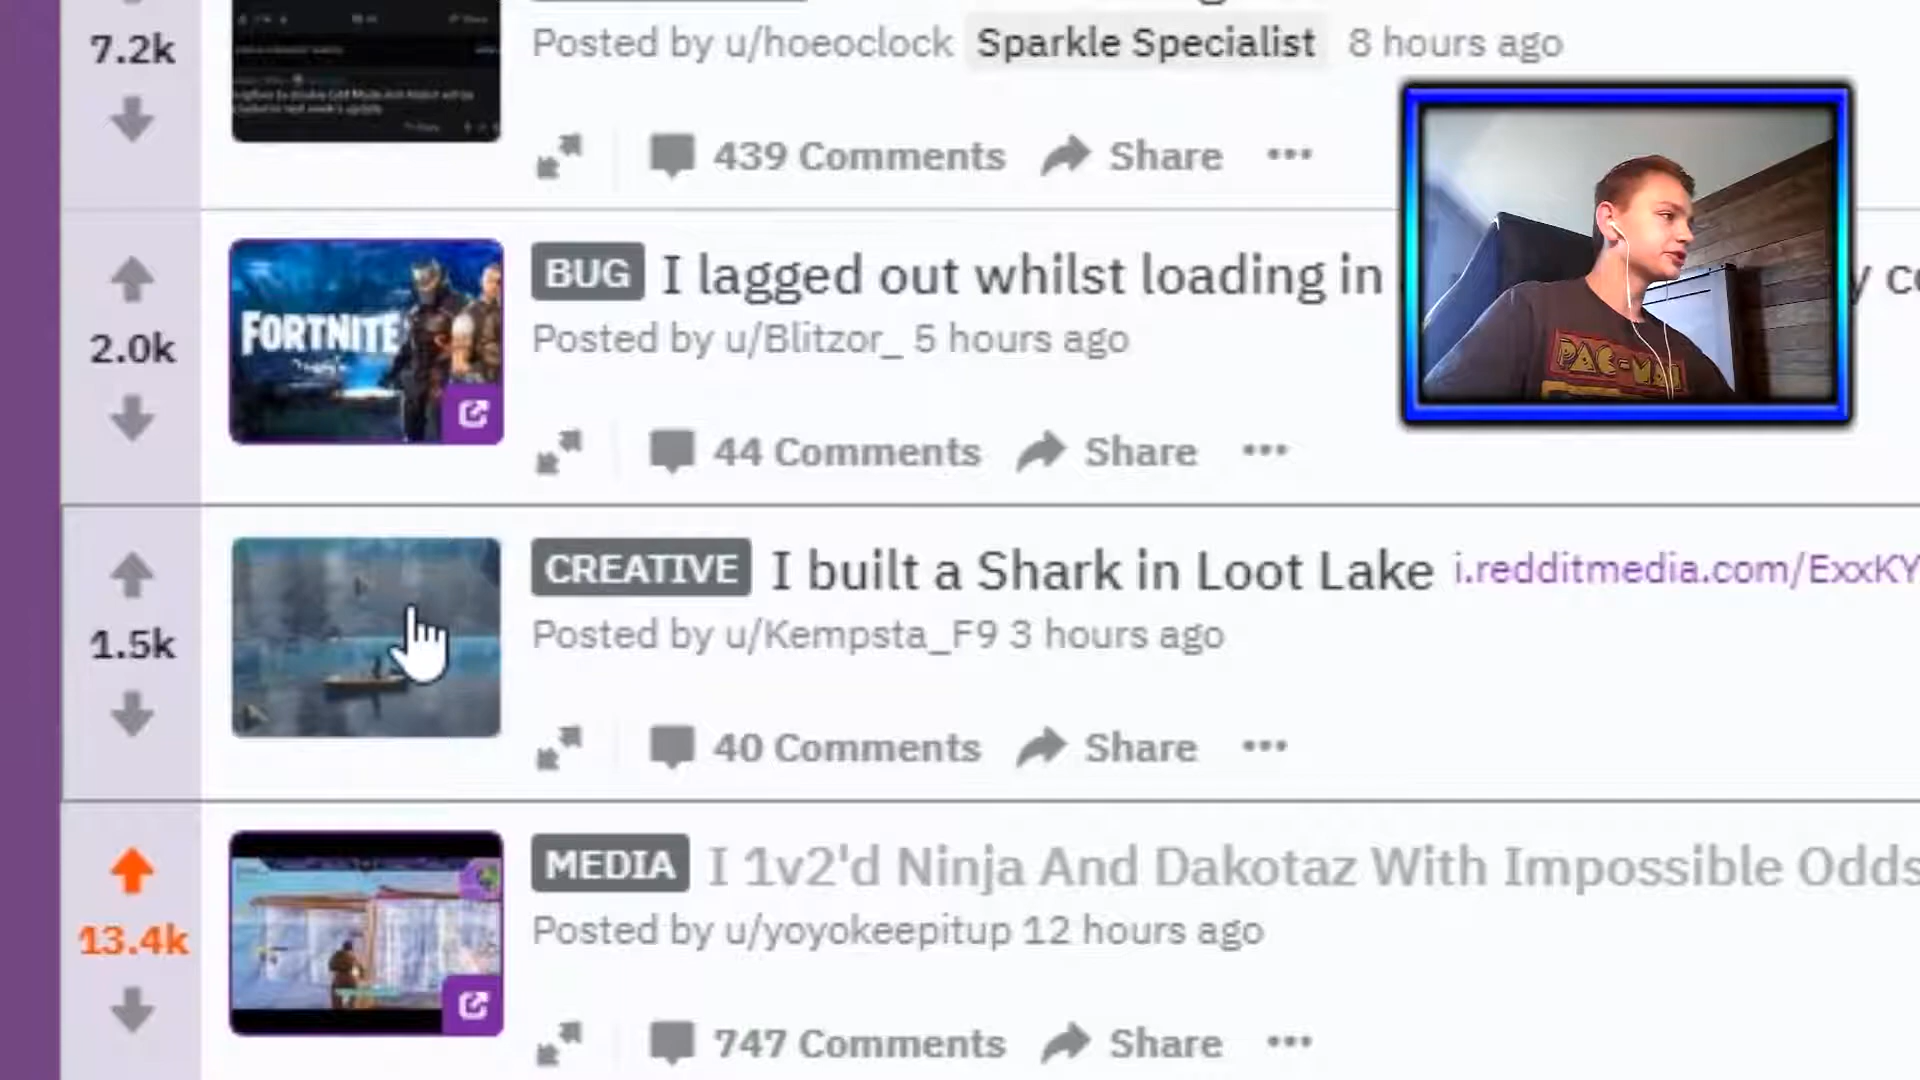 7.2k
Posted by u/hoeoclock Sparkle Specialist 8 hours ago
439 Comments Share
BUG I lagged out whilst loading in
Posted by u/Blitzor_ 5 hours ago
FORTNITE
2.0k
PAC-MAN
44 Comments Share
CREATIVE I built a Shark in Loot Lake i.redditmedia.com/ExxKY
Posted by u/Kempsta_F9 3 hours ago
1.5k
40 Comments Share
MEDIA I 1v2'd Ninja And Dakotaz With Impossible Odds
Posted by u/yoyokeepitup 12 hours ago
13.4k
747 Comments Share